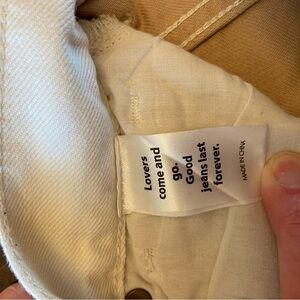 Lovers
come and
go.
Good
jeans last
forever.
MADE IN CHINA